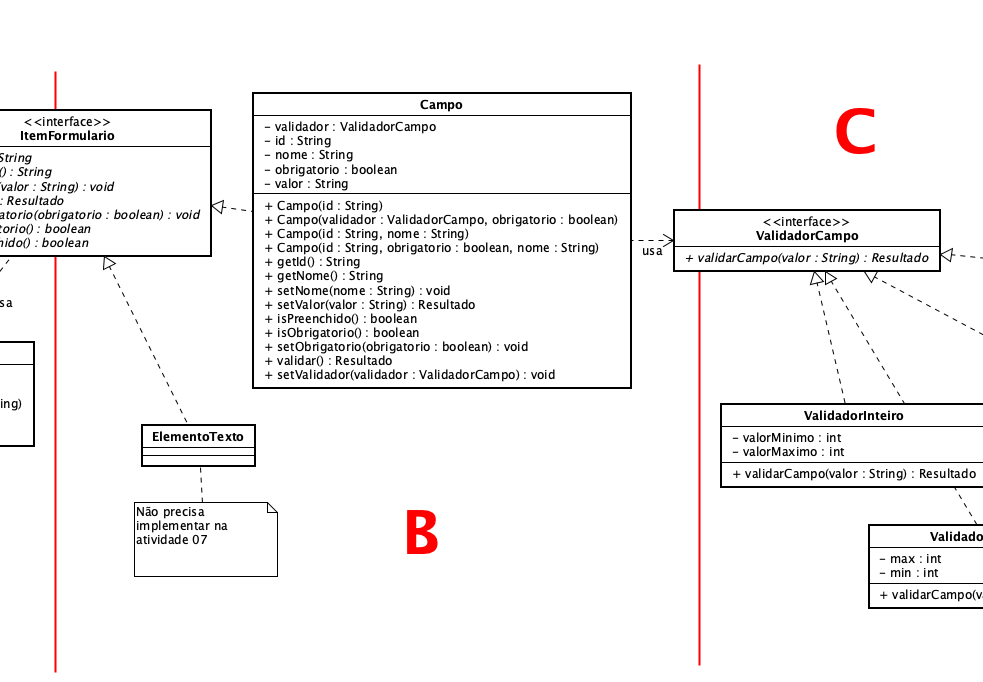 <<interface>>
ItemFormulario
String
() : String
(valor : String) : void
: Resultado
atorio(obrigatorio : boolean) : void
torio() : boolean
hido() : boolean
sa
ing)
Campo
- validador : ValidadorCampo
- id : String
- nome : String
- obrigatorio : boolean
- valor : String
+ Campo(id : String)
+ Campo(validador : ValidadorCampo, obrigatorio : boolean)
+ Campo(id : String, nome : String)
+ Campo(id : String, obrigatorio : boolean, nome : String)
+ getId() : String
+ getNome() : String
+ setNome(nome : String) : void
+ setValor(valor : String) : Resultado
+ isPreenchido() : boolean
+ isObrigatorio() : boolean
+ setObrigatorio(obrigatorio : boolean) : void
+ validar() : Resultado
+ setValidador(validador : ValidadorCampo) : void
ElementoTexto
Não precisa
implementar na
atividade 07
B
usa
C
<<interface>>
ValidadorCampo
+ validarCampo(valor : String) : Resultado
ValidadorInteiro
- valorMinimo : int
- valorMaximo : int
+ validarCampo(valor : String) : Resultado
Validado
- max : int
- min : int
+ validarCampo(va